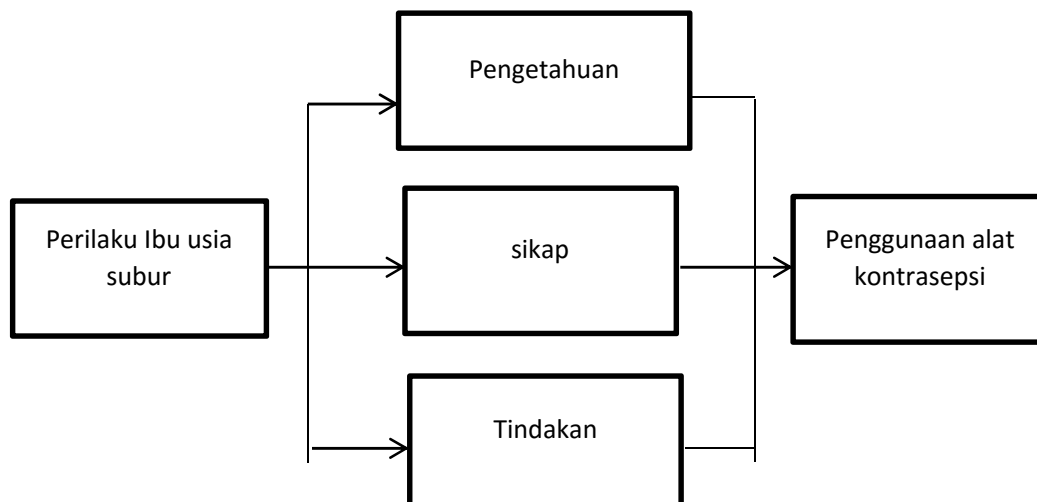 Pengetahuan
Perilaku Ibu usia
subur
sikap
Penggunaan alat
kontrasepsi
Tindakan